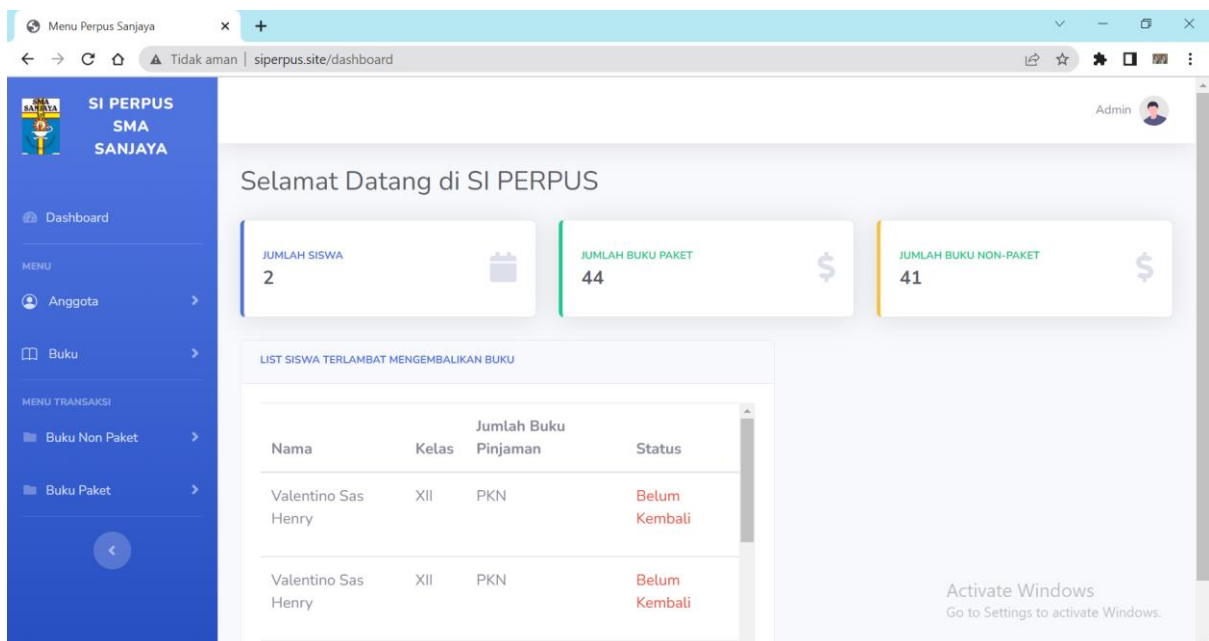 Menu Perpus Sanjaya
Tidak aman | siperpus.site/dashboard
SMA
SANJAYA
SI PERPUS
SMA
SANJAYA
Admin
Dashboard
MENU
Anggota
Buku
MENU TRANSAKSI
Buku Non Paket
Buku Paket
Selamat Datang di SI PERPUS
JUMLAH SISWA
2
JUMLAH BUKU PAKET
44
JUMLAH BUKU NON-PAKET
41
LIST SISWA TERLAMBAT MENGEMBALIKAN BUKU
Nama Kelas Jumlah Buku Pinjaman Status
Valentino Sas Henry XII PKN Belum Kembali
Valentino Sas Henry XII PKN Belum Kembali
Activate Windows
Go to Settings to activate Windows.